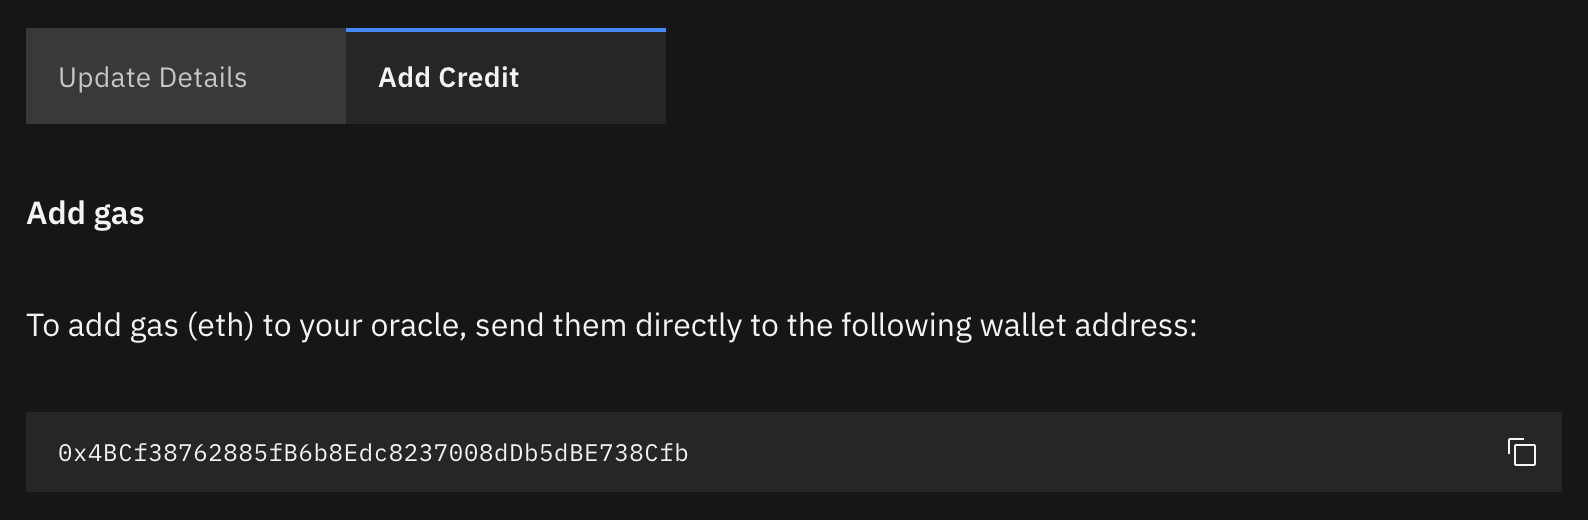 Update Details
Add Credit
Add gas
To add gas (eth) to your oracle, send them directly to the following wallet address:
0x4BCf38762885fB6b8Edc8237008dDb5dBE738Cfb